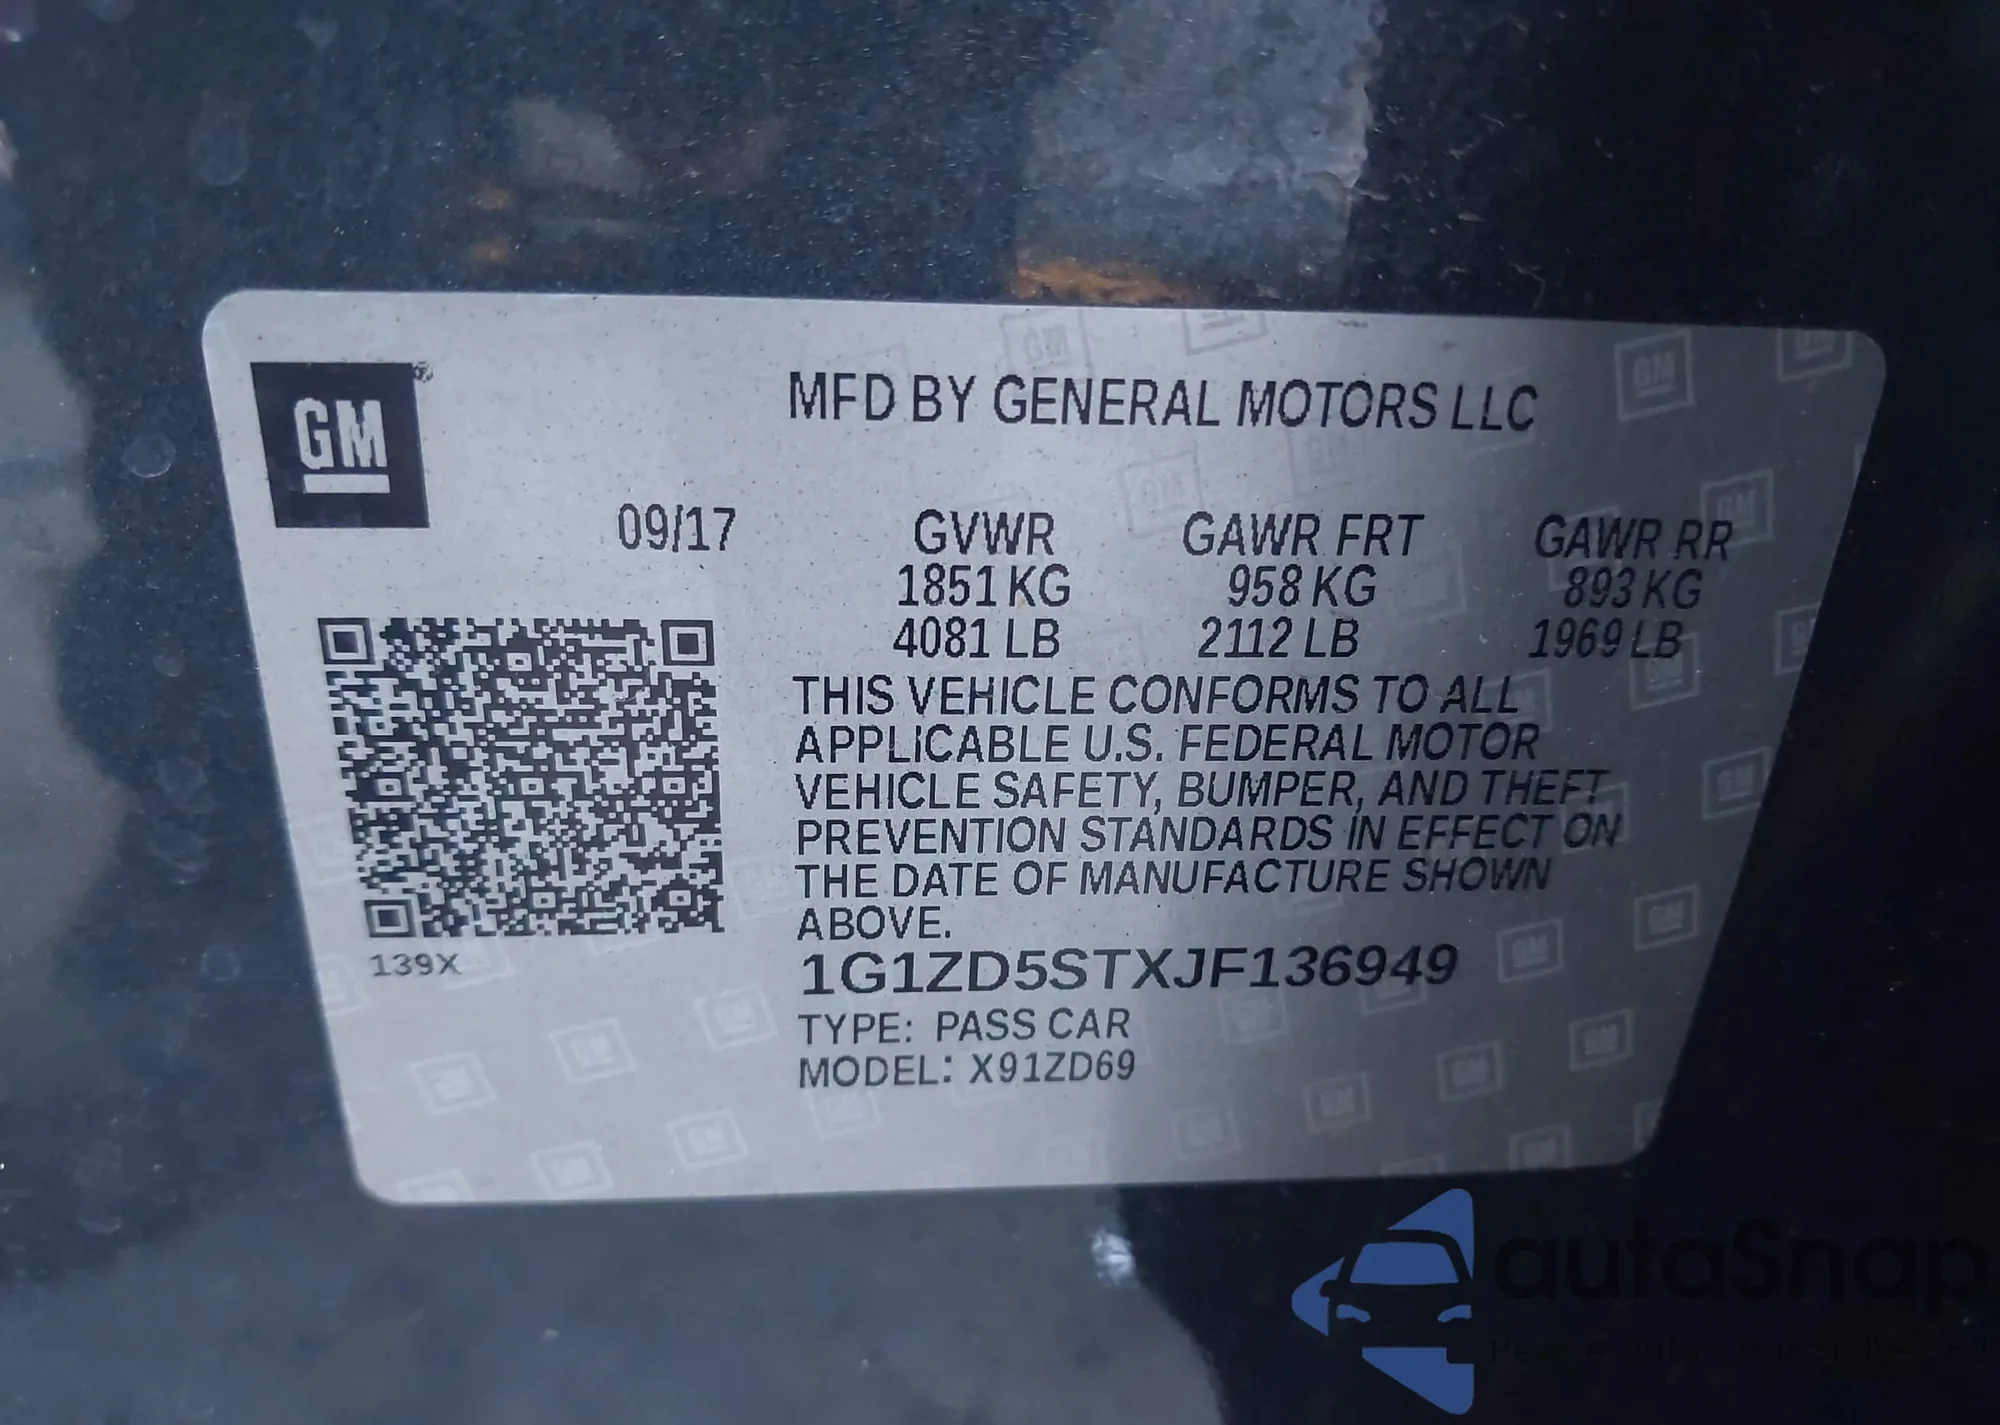 GM®
MFD BY GENERAL MOTORS LLC
09/17
GVWR GAWR FRT GAWR RR
1851 KG 958 KG 893 KG
4081 LB 2112 LB 1969 LB
THIS VEHICLE CONFORMS TO ALL
APPLICABLE U.S. FEDERAL MOTOR
VEHICLE SAFETY, BUMPER, AND THEFT
PREVENTION STANDARDS IN EFFECT ON
THE DATE OF MANUFACTURE SHOWN
ABOVE.
139X
1G1ZD5STXJF136949
TYPE: PASS CAR
MODEL: X91ZD69
autaSnap